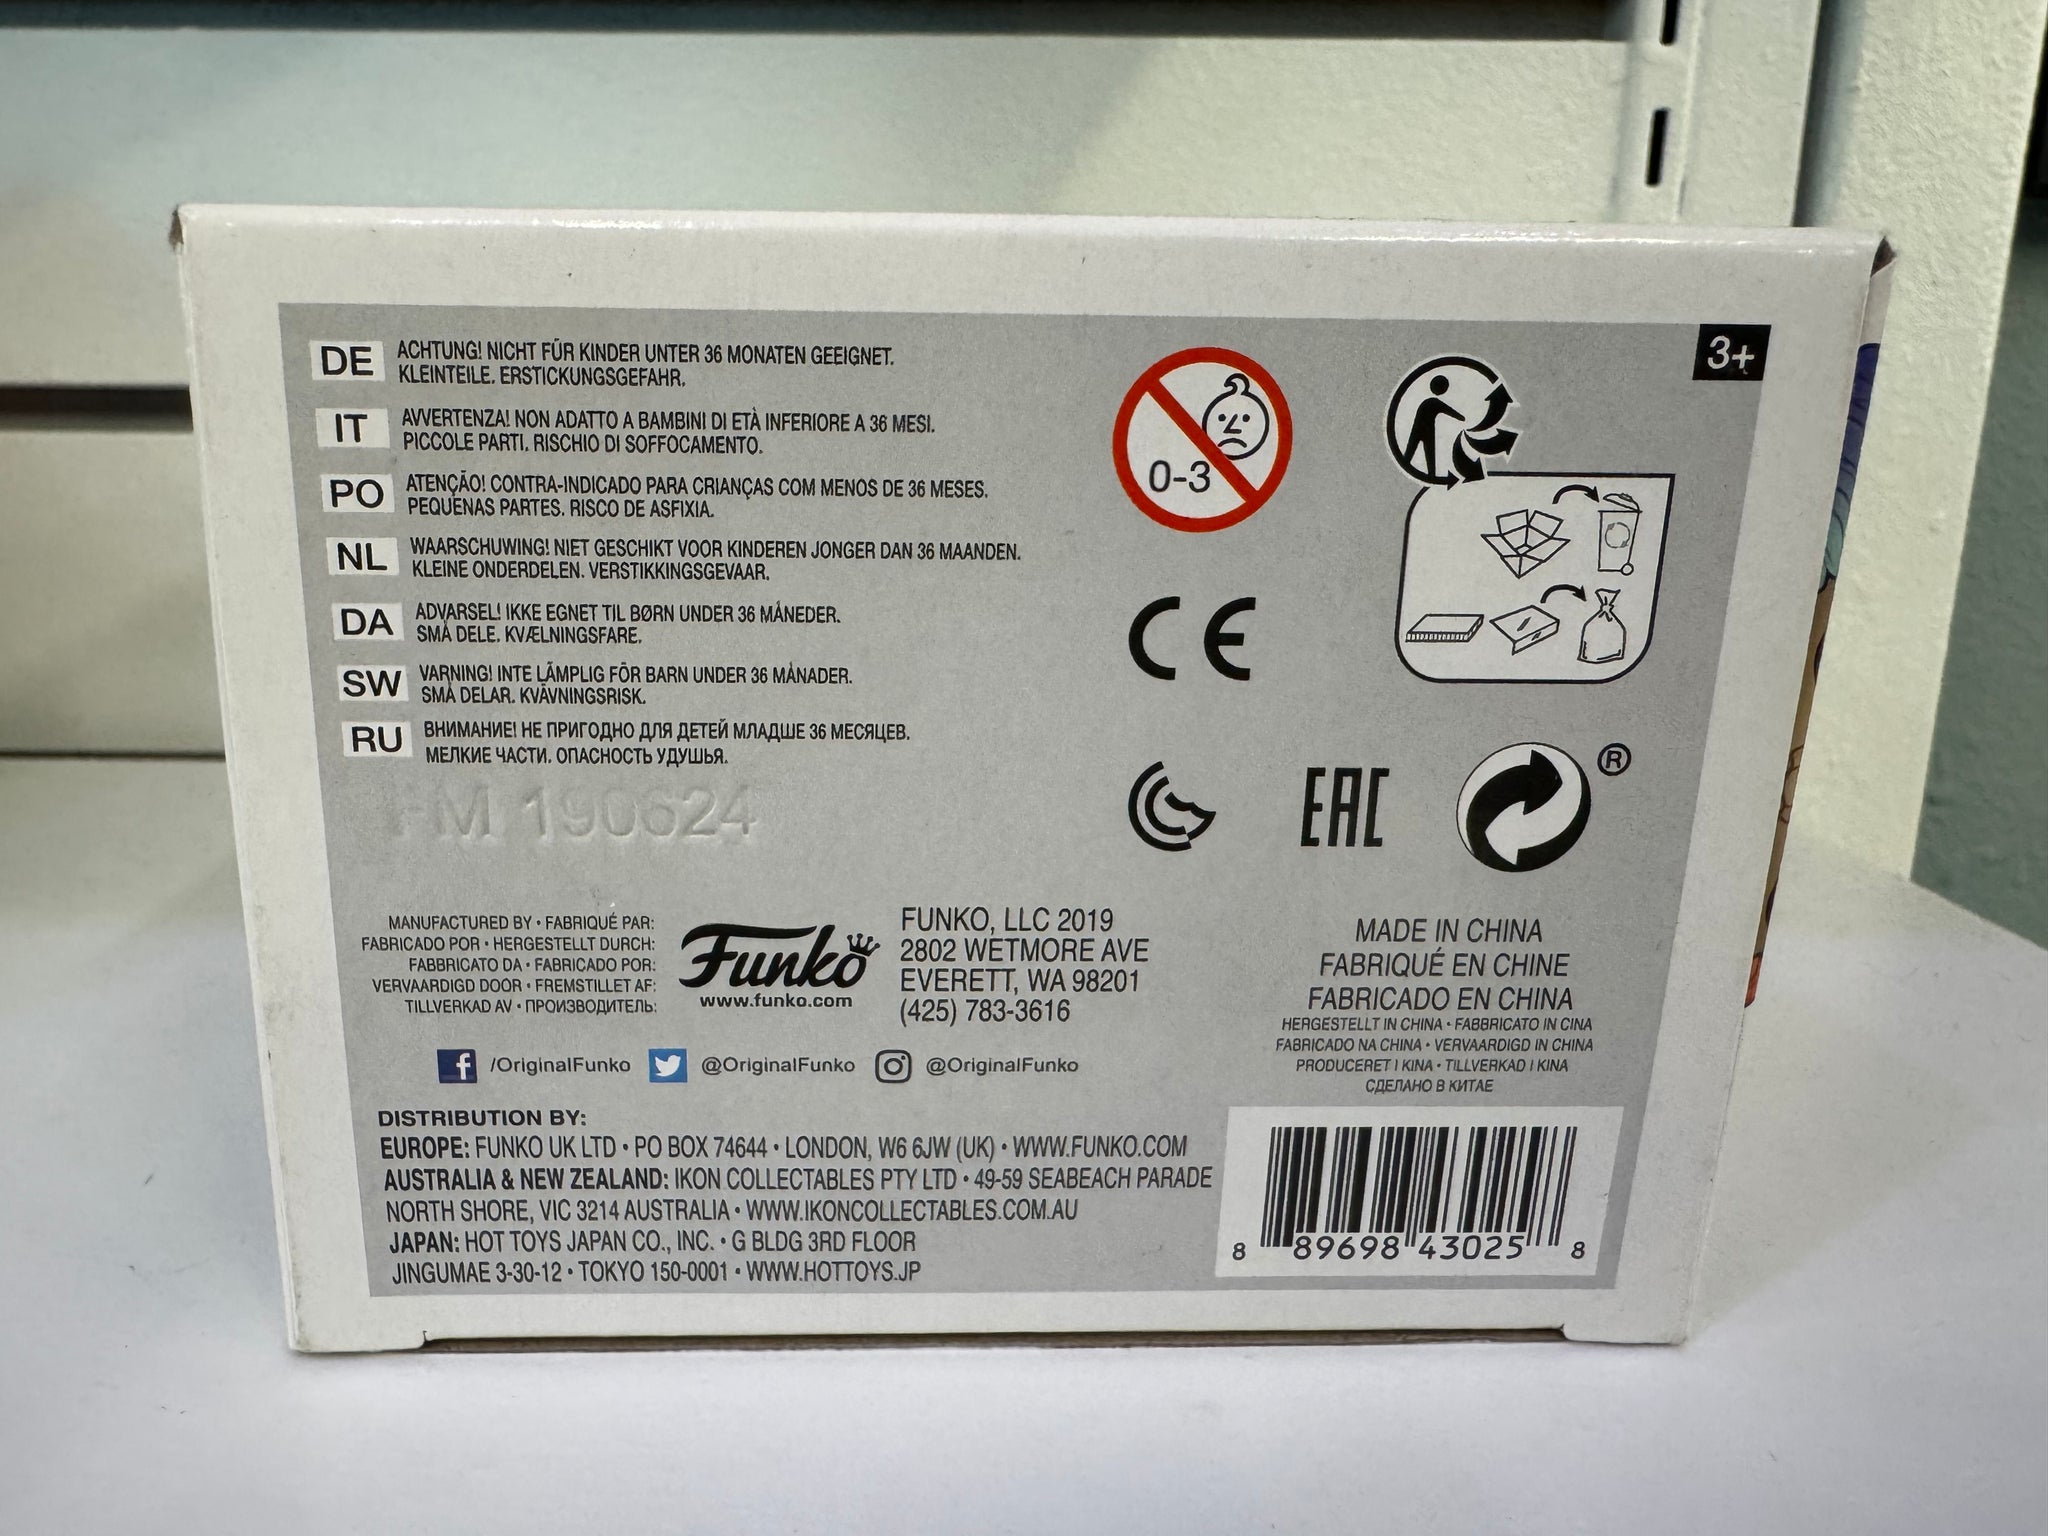 DE ACHTUNG! NICHT FÜR KINDER UNTER 36 MONATEN GEEIGNET.
KLEINTEILE. ERSTICKUNGSGEFAHR.
IT AVVERTENZA! NON ADATTO A BAMBINI DI ETÀ INFERIORE A 36 MESI.
PICCOLE PARTI. RISCHIO DI SOFFOCAMENTO.
PO ATENÇÃO! CONTRA-INDICADO PARA CRIANÇAS COM MENOS DE 36 MESES.
PEQUENAS PARTES. RISCO DE ASFIXIA.
NL WAARSCHUWING! NIET GESCHIKT VOOR KINDEREN JONGER DAN 36 MAANDEN.
KLEINE ONDERDELEN. VERSTIKKINGSGEVAAR.
DA ADVARSEL! IKKE EGNET TIL BØRN UNDER 36 MÅNEDER.
SMÅ DELE. KVÆLNINGSFARE.
SW VARNING! INTE LÄMPLIG FÖR BARN UNDER 36 MÅNADER.
SMÅ DELAR. KVÄVNINGSRISK.
RU ВНИМАНИЕ! НЕ ПРИГОДНО ДЛЯ ДЕТЕЙ МЛАДШЕ 36 МЕСЯЦЕВ.
МЕЛКИЕ ЧАСТИ. ОПАСНОСТЬ УДУШЬЯ.
190624
0-3
3+
CE
EAC
®
MANUFACTURED BY • FABRIQUÉ PAR:
FABRICADO POR • HERGESTELLT DURCH:
FABBRICATO DA • FABRICADO POR:
VERVAARDIGD DOOR • FREMSTILLET AF:
TILLVERKAD AV • ПРОИЗВОДИТЕЛЬ:
Funko
www.funko.com
FUNKO, LLC 2019
2802 WETMORE AVE
EVERETT, WA 98201
(425) 783-3616
MADE IN CHINA
FABRIQUÉ EN CHINE
FABRICADO EN CHINA
HERGESTELLT IN CHINA • FABBRICATO IN CINA
FABRICADO NA CHINA • VERVAARDIGD IN CHINA
PRODUCERET I KINA • TILLVERKAD I KINA
СДЕЛАНО В КИТАЕ
/OriginalFunko @OriginalFunko @OriginalFunko
DISTRIBUTION BY:
EUROPE: FUNKO UK LTD • PO BOX 74644 • LONDON, W6 6JW (UK) • WWW.FUNKO.COM
AUSTRALIA & NEW ZEALAND: IKON COLLECTABLES PTY LTD • 49-59 SEABEACH PARADE
NORTH SHORE, VIC 3214 AUSTRALIA • WWW.IKONCOLLECTABLES.COM.AU
JAPAN: HOT TOYS JAPAN CO., INC. • G BLDG 3RD FLOOR
JINGUMAE 3-30-12 • TOKYO 150-0001 • WWW.HOTTOYS.JP
8 89698 43025 8